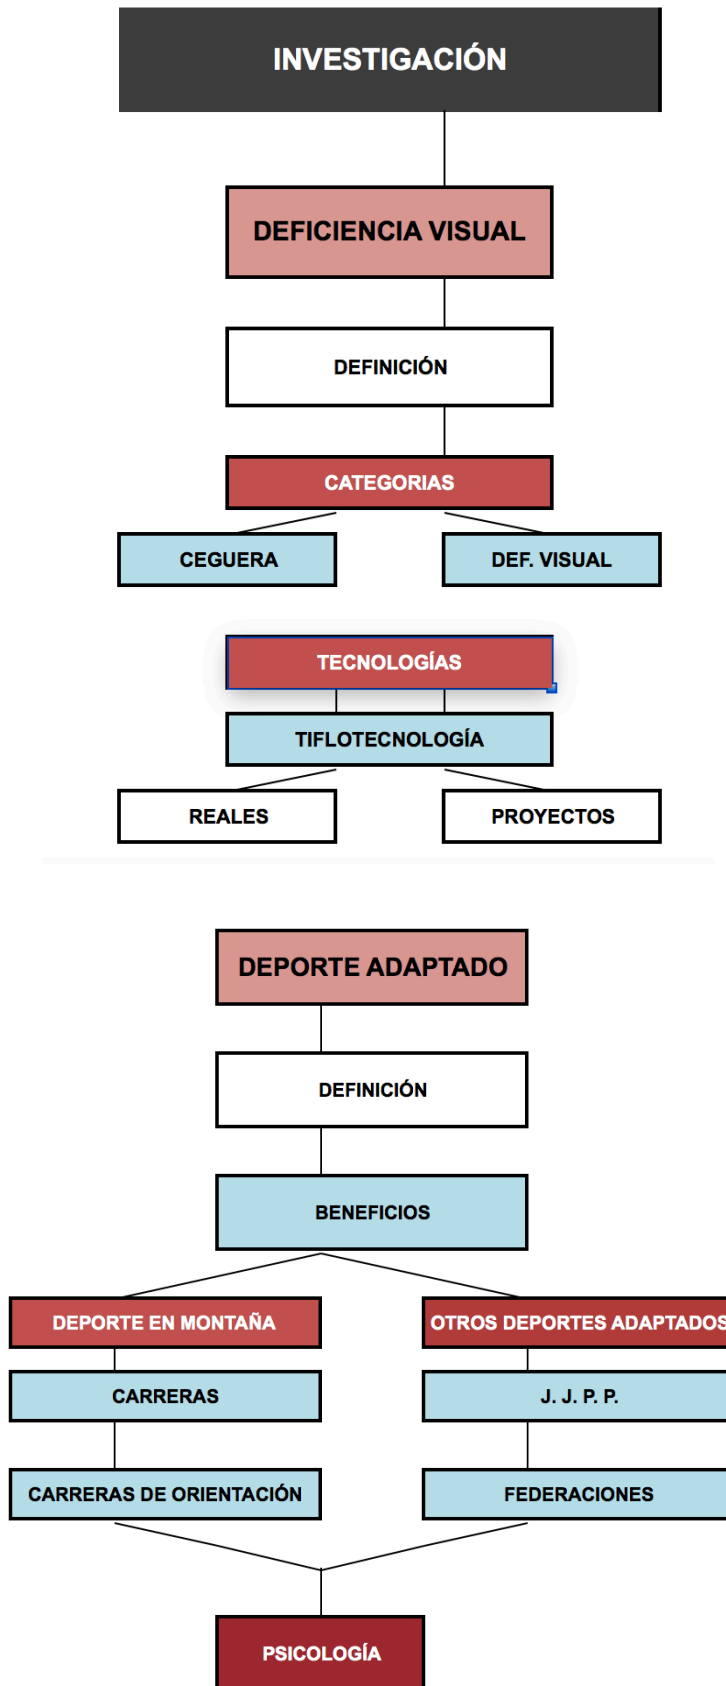 INVESTIGACIÓN
DEFICIENCIA VISUAL
DEFINICIÓN
CATEGORIAS
CEGUERA
DEF. VISUAL
TECNOLOGÍAS
TIFLOTECNOLOGÍA
REALES
PROYECTOS
DEPORTE ADAPTADO
DEFINICIÓN
BENEFICIOS
DEPORTE EN MONTAÑA
OTROS DEPORTES ADAPTADOS
CARRERAS
J. J. P. P.
CARRERAS DE ORIENTACIÓN
FEDERACIONES
PSICOLOGÍA